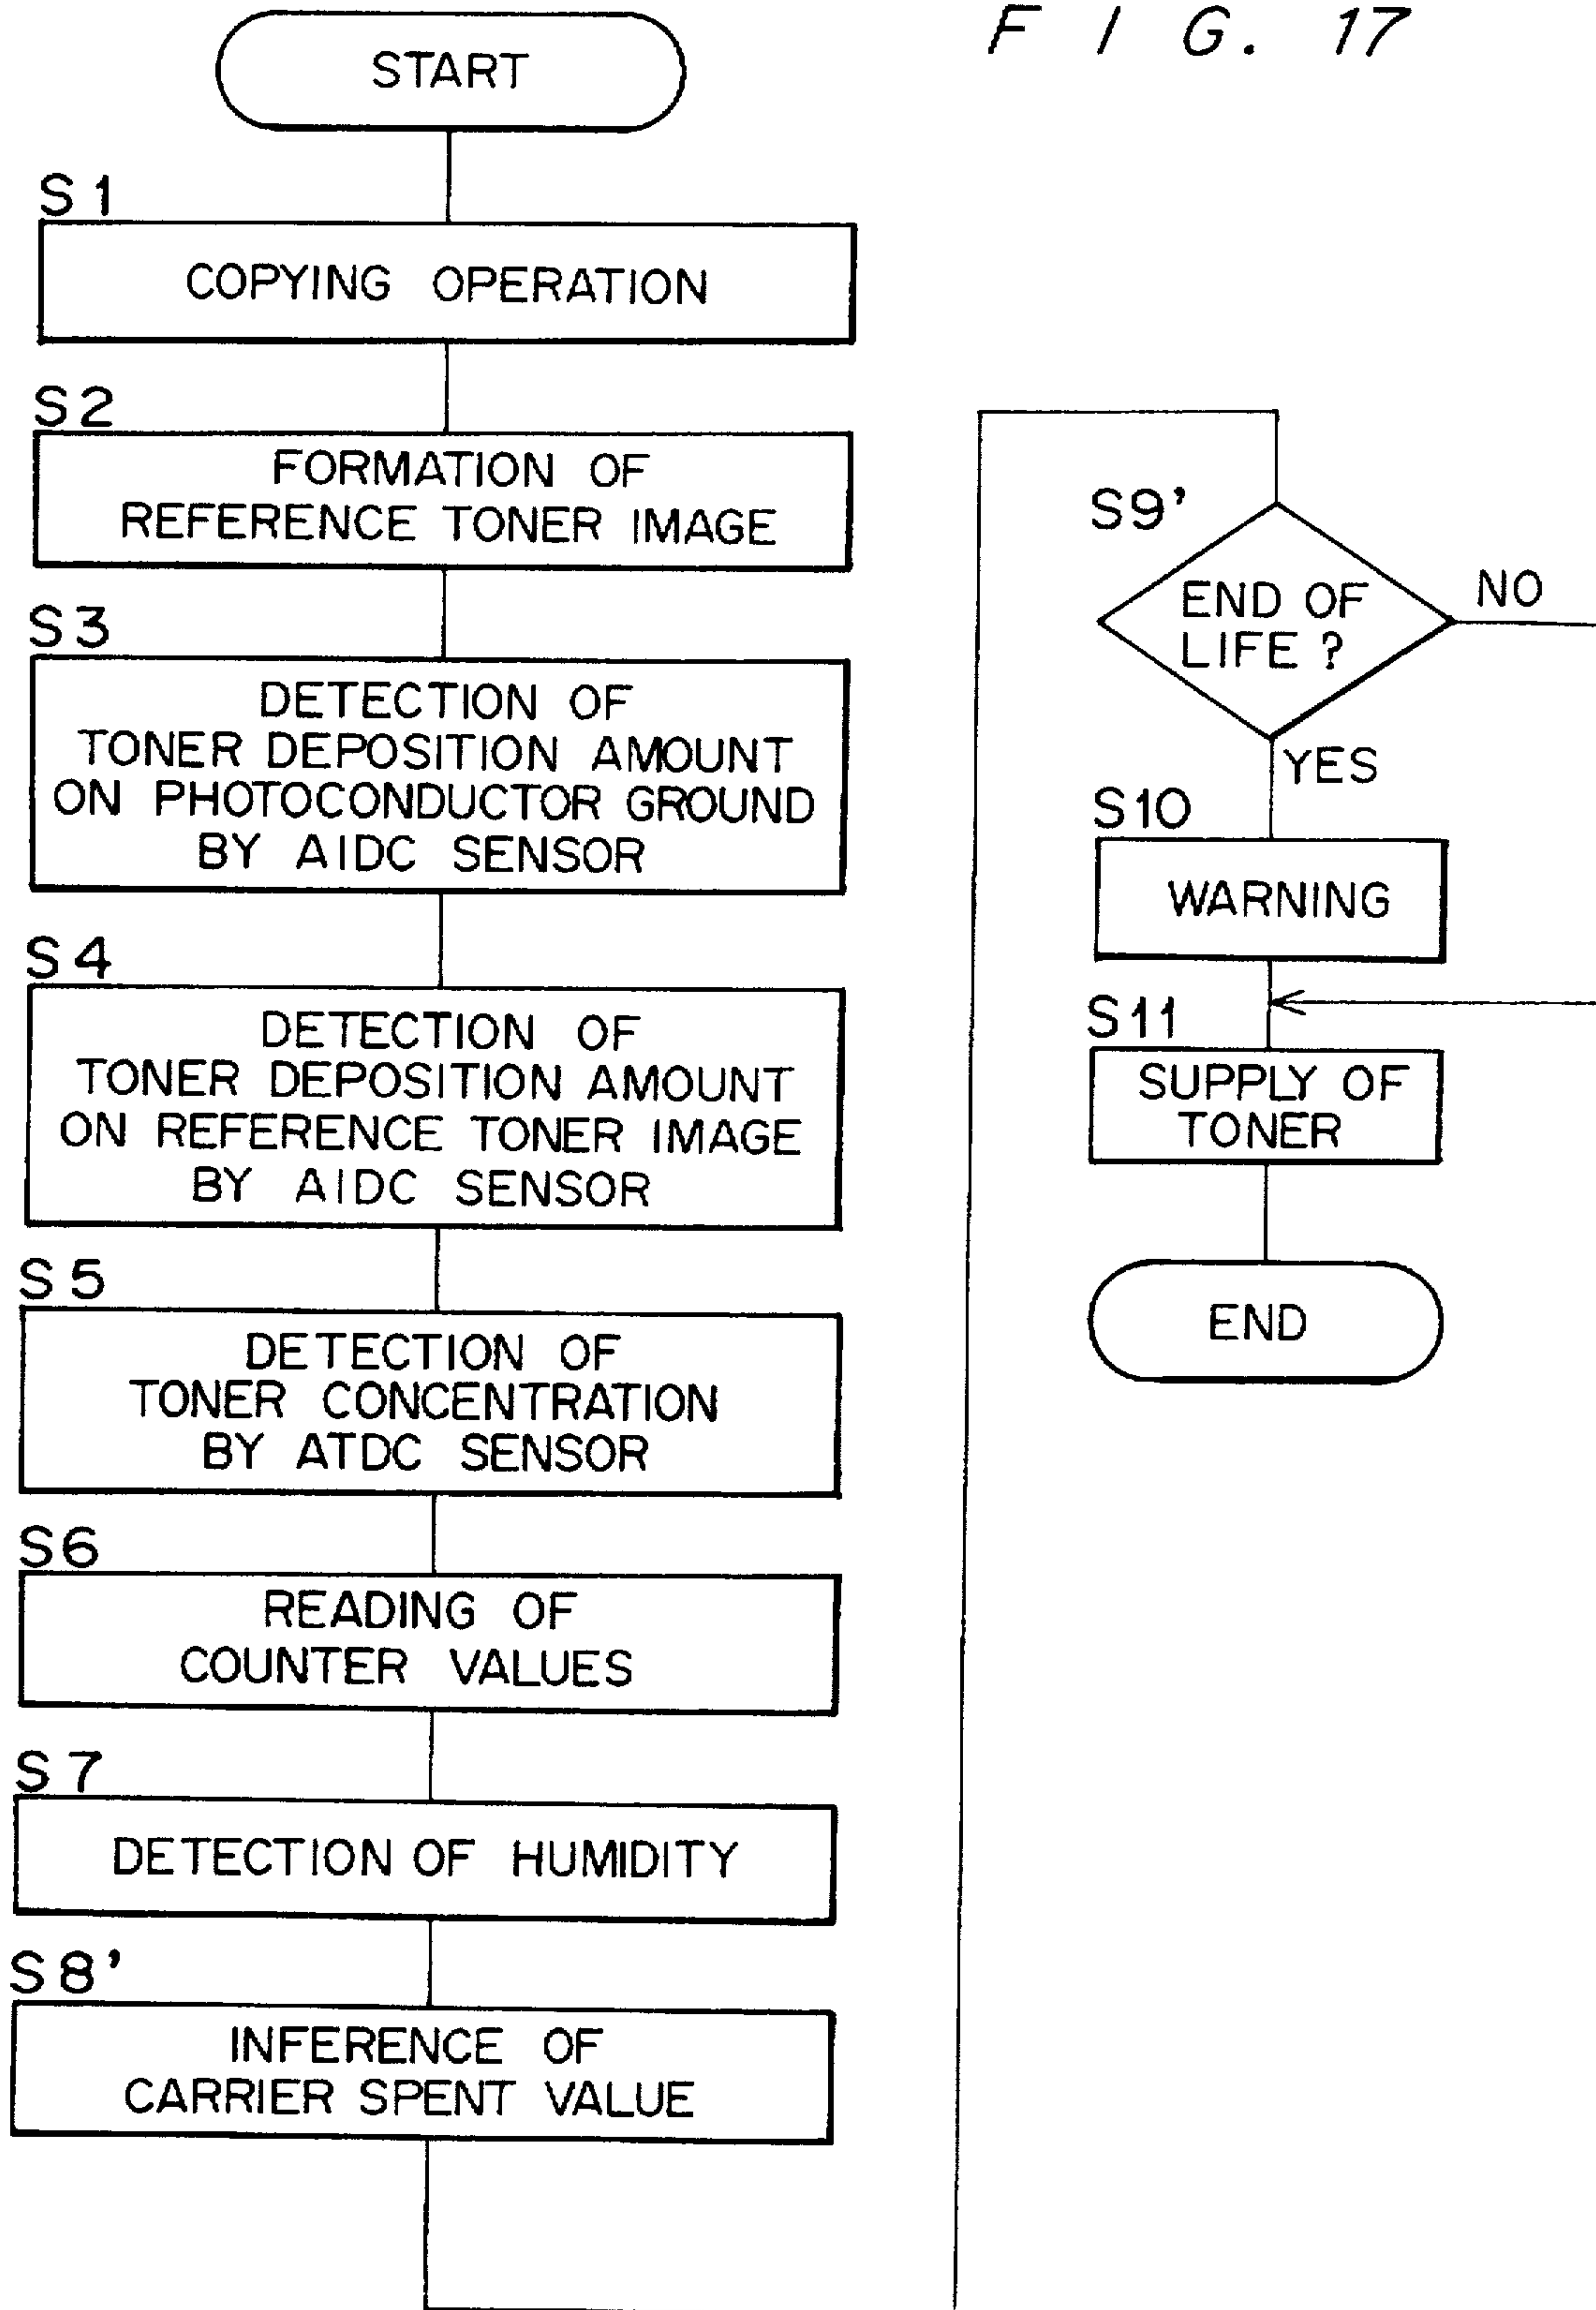 F I G. 17
START
S1
COPYING OPERATION
S2
FORMATION OF
REFERENCE TONER IMAGE
S3
DETECTION OF
TONER DEPOSITION AMOUNT
ON PHOTOCONDUCTOR GROUND
BY AIDC SENSOR
S4
DETECTION OF
TONER DEPOSITION AMOUNT
ON REFERENCE TONER IMAGE
BY AIDC SENSOR
S5
DETECTION OF
TONER CONCENTRATION
BY ATDC SENSOR
S6
READING OF
COUNTER VALUES
S7
DETECTION OF HUMIDITY
S8'
INFERENCE OF
CARRIER SPENT VALUE
S9'
END OF
LIFE ?
NO
YES
S10
WARNING
S11
SUPPLY OF
TONER
END